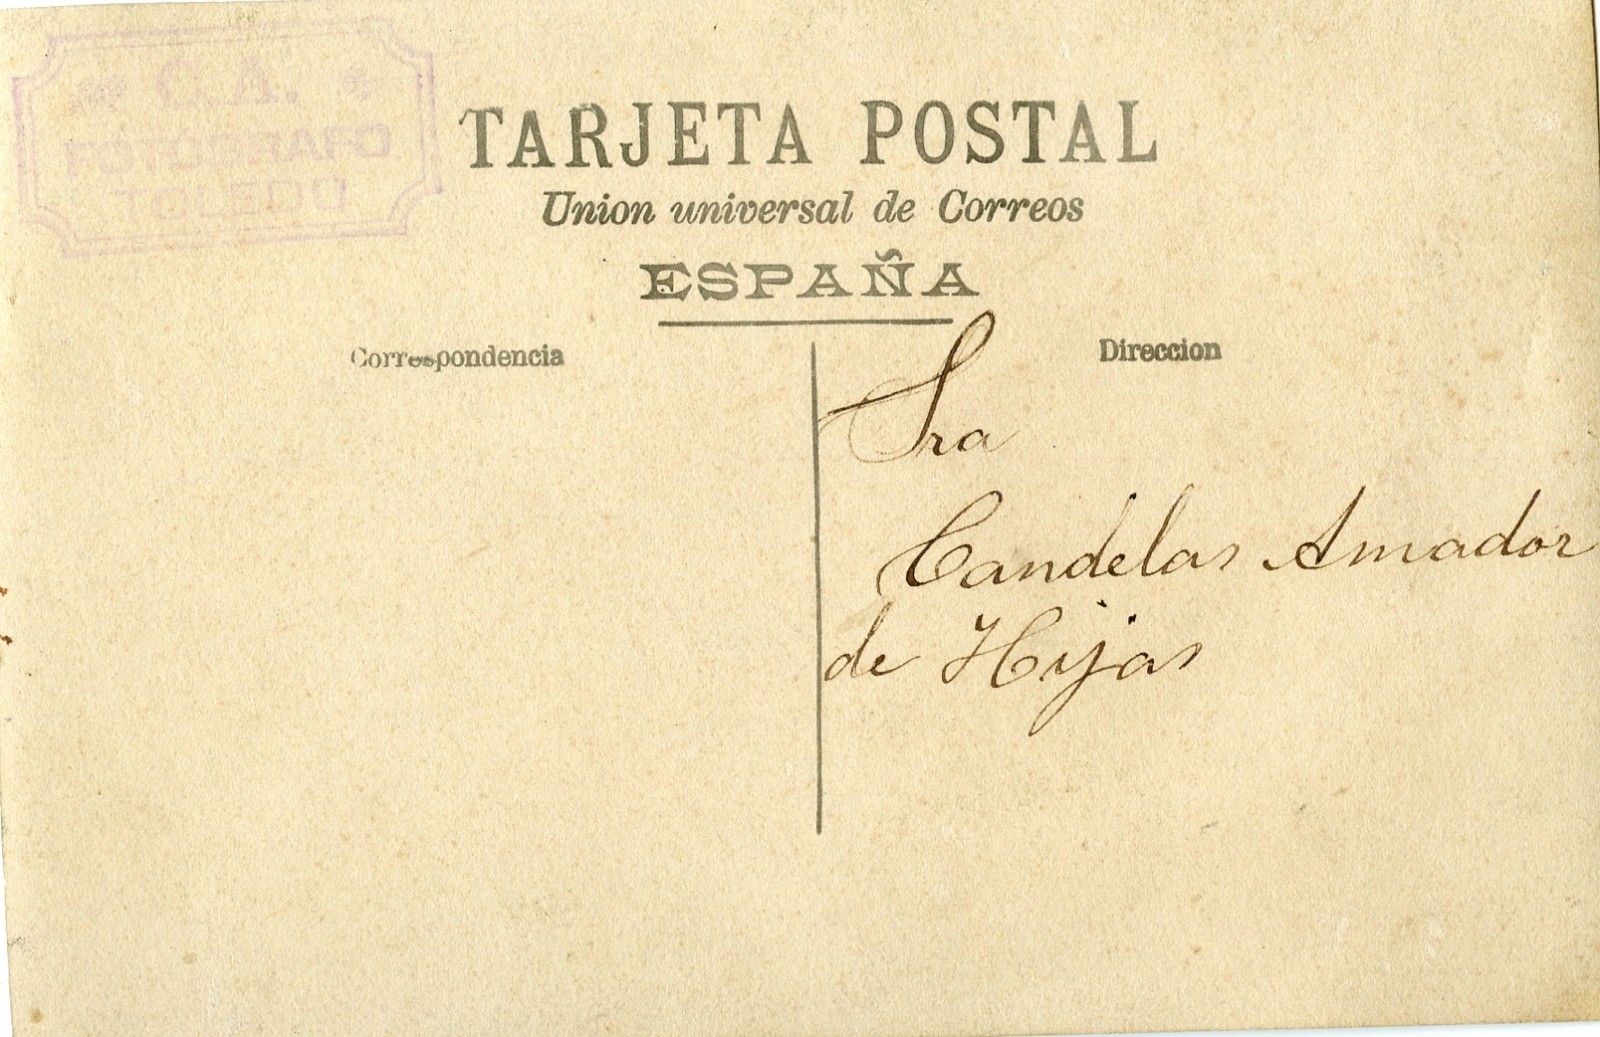 C. A.
FOTÓGRAFO
TOLEDO
TARJETA POSTAL
Union universal de Correos
ESPAÑA
Correspondencia
Direccion
Sra
Candelas Amador
de Hijas